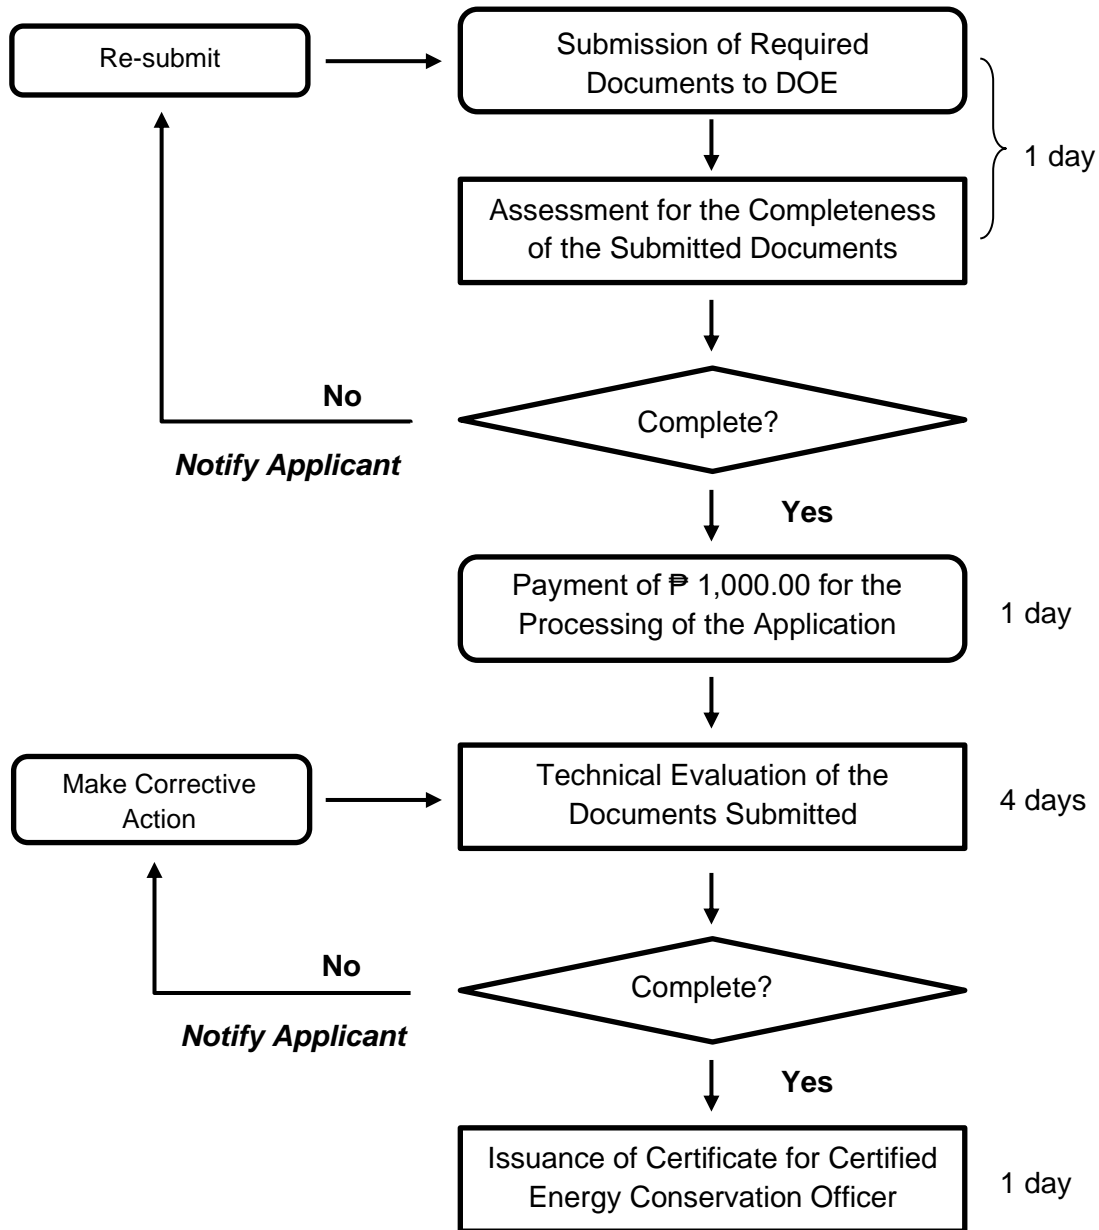 Re-submit
Submission of Required
Documents to DOE
1 day
Assessment for the Completeness
of the Submitted Documents
No
Complete?
Notify Applicant
Yes
Payment of ₱ 1,000.00 for the
Processing of the Application
1 day
Make Corrective
Action
Technical Evaluation of the
Documents Submitted
4 days
No
Complete?
Notify Applicant
Yes
Issuance of Certificate for Certified
Energy Conservation Officer
1 day